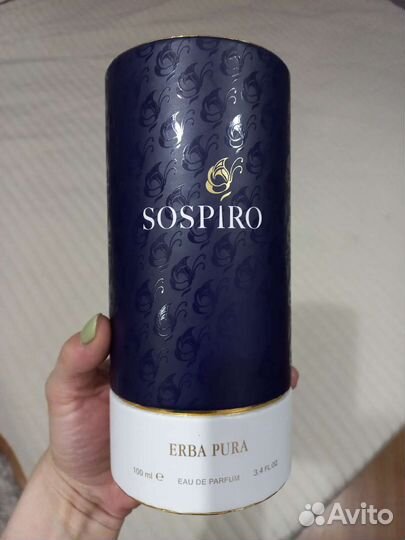 SOSPIRO
ERBA PURA
100 ml ℮ EAU DE PARFUM 3.4 FL OZ
Avito